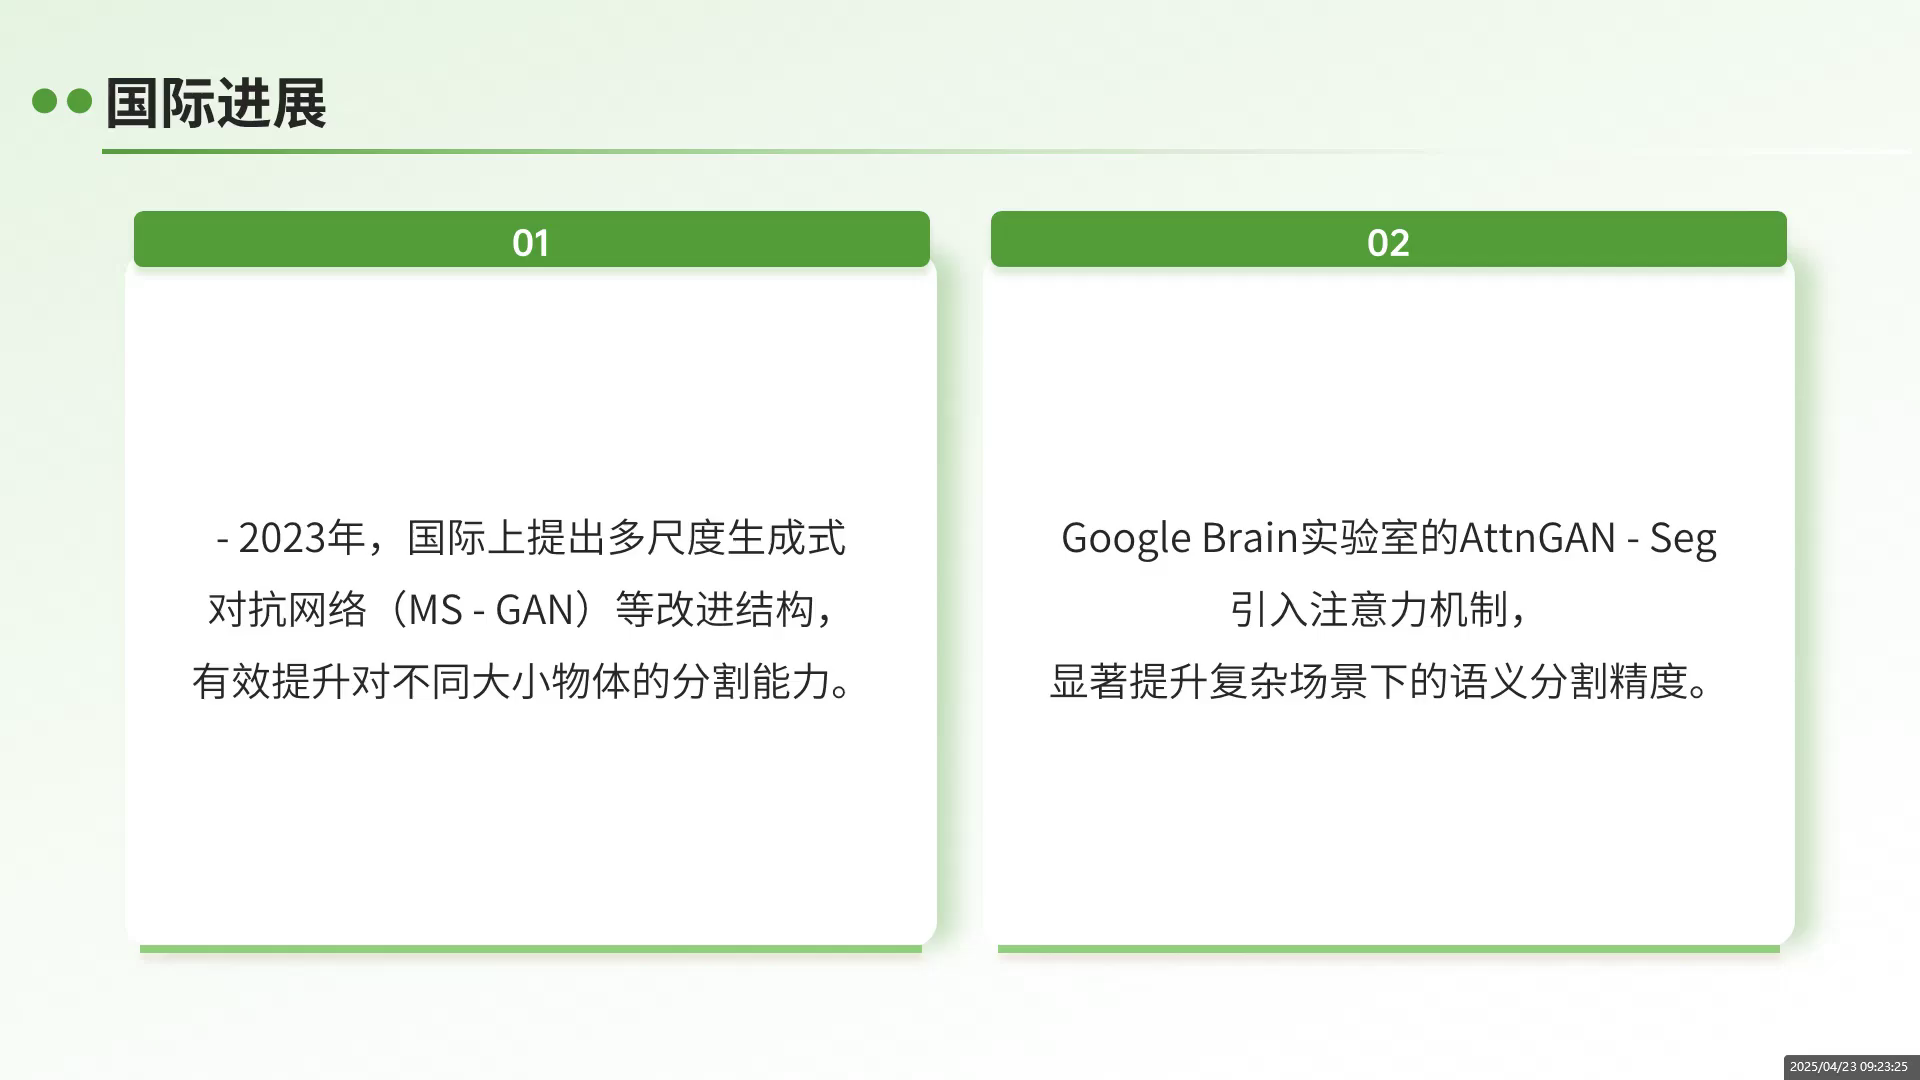 国际进展
01
- 2023年，国际上提出多尺度生成式
对抗网络（MS - GAN）等改进结构，
有效提升对不同大小物体的分割能力。
02
Google Brain实验室的AttnGAN - Seg
引入注意力机制，
显著提升复杂场景下的语义分割精度。
2025/04/23 09:23:25